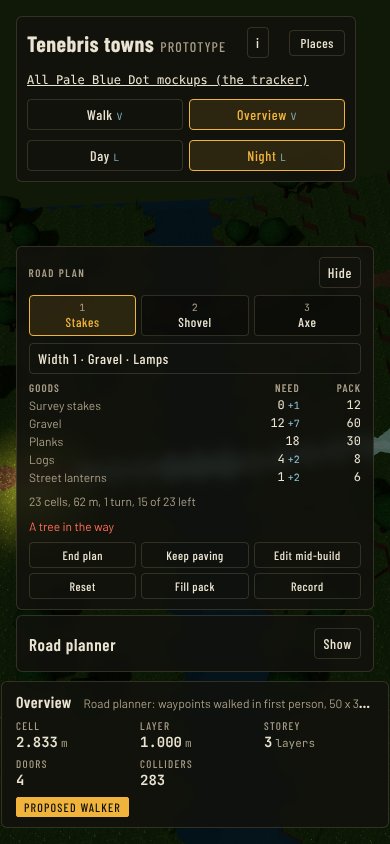 Tenebris towns PROTOTYPE i Places
All Pale Blue Dot mockups (the tracker)
Walk V Overview V
Day L Night L
ROAD PLAN Hide
1 2 3
Stakes Shovel Axe
Width 1 · Gravel · Lamps
GOODS NEED PACK
Survey stakes 0 +1 12
Gravel 12 +7 60
Planks 18 30
Logs 4 +2 8
Street lanterns 1 +2 6
23 cells, 62 m, 1 turn, 15 of 23 left
A tree in the way
End plan Keep paving Edit mid-build
Reset Fill pack Record
Road planner Show
Overview Road planner: waypoints walked in first person, 50 x 3...
CELL LAYER STOREY
2.833 m 1.000 m 3 layers
DOORS COLLIDERS
4 283
PROPOSED WALKER